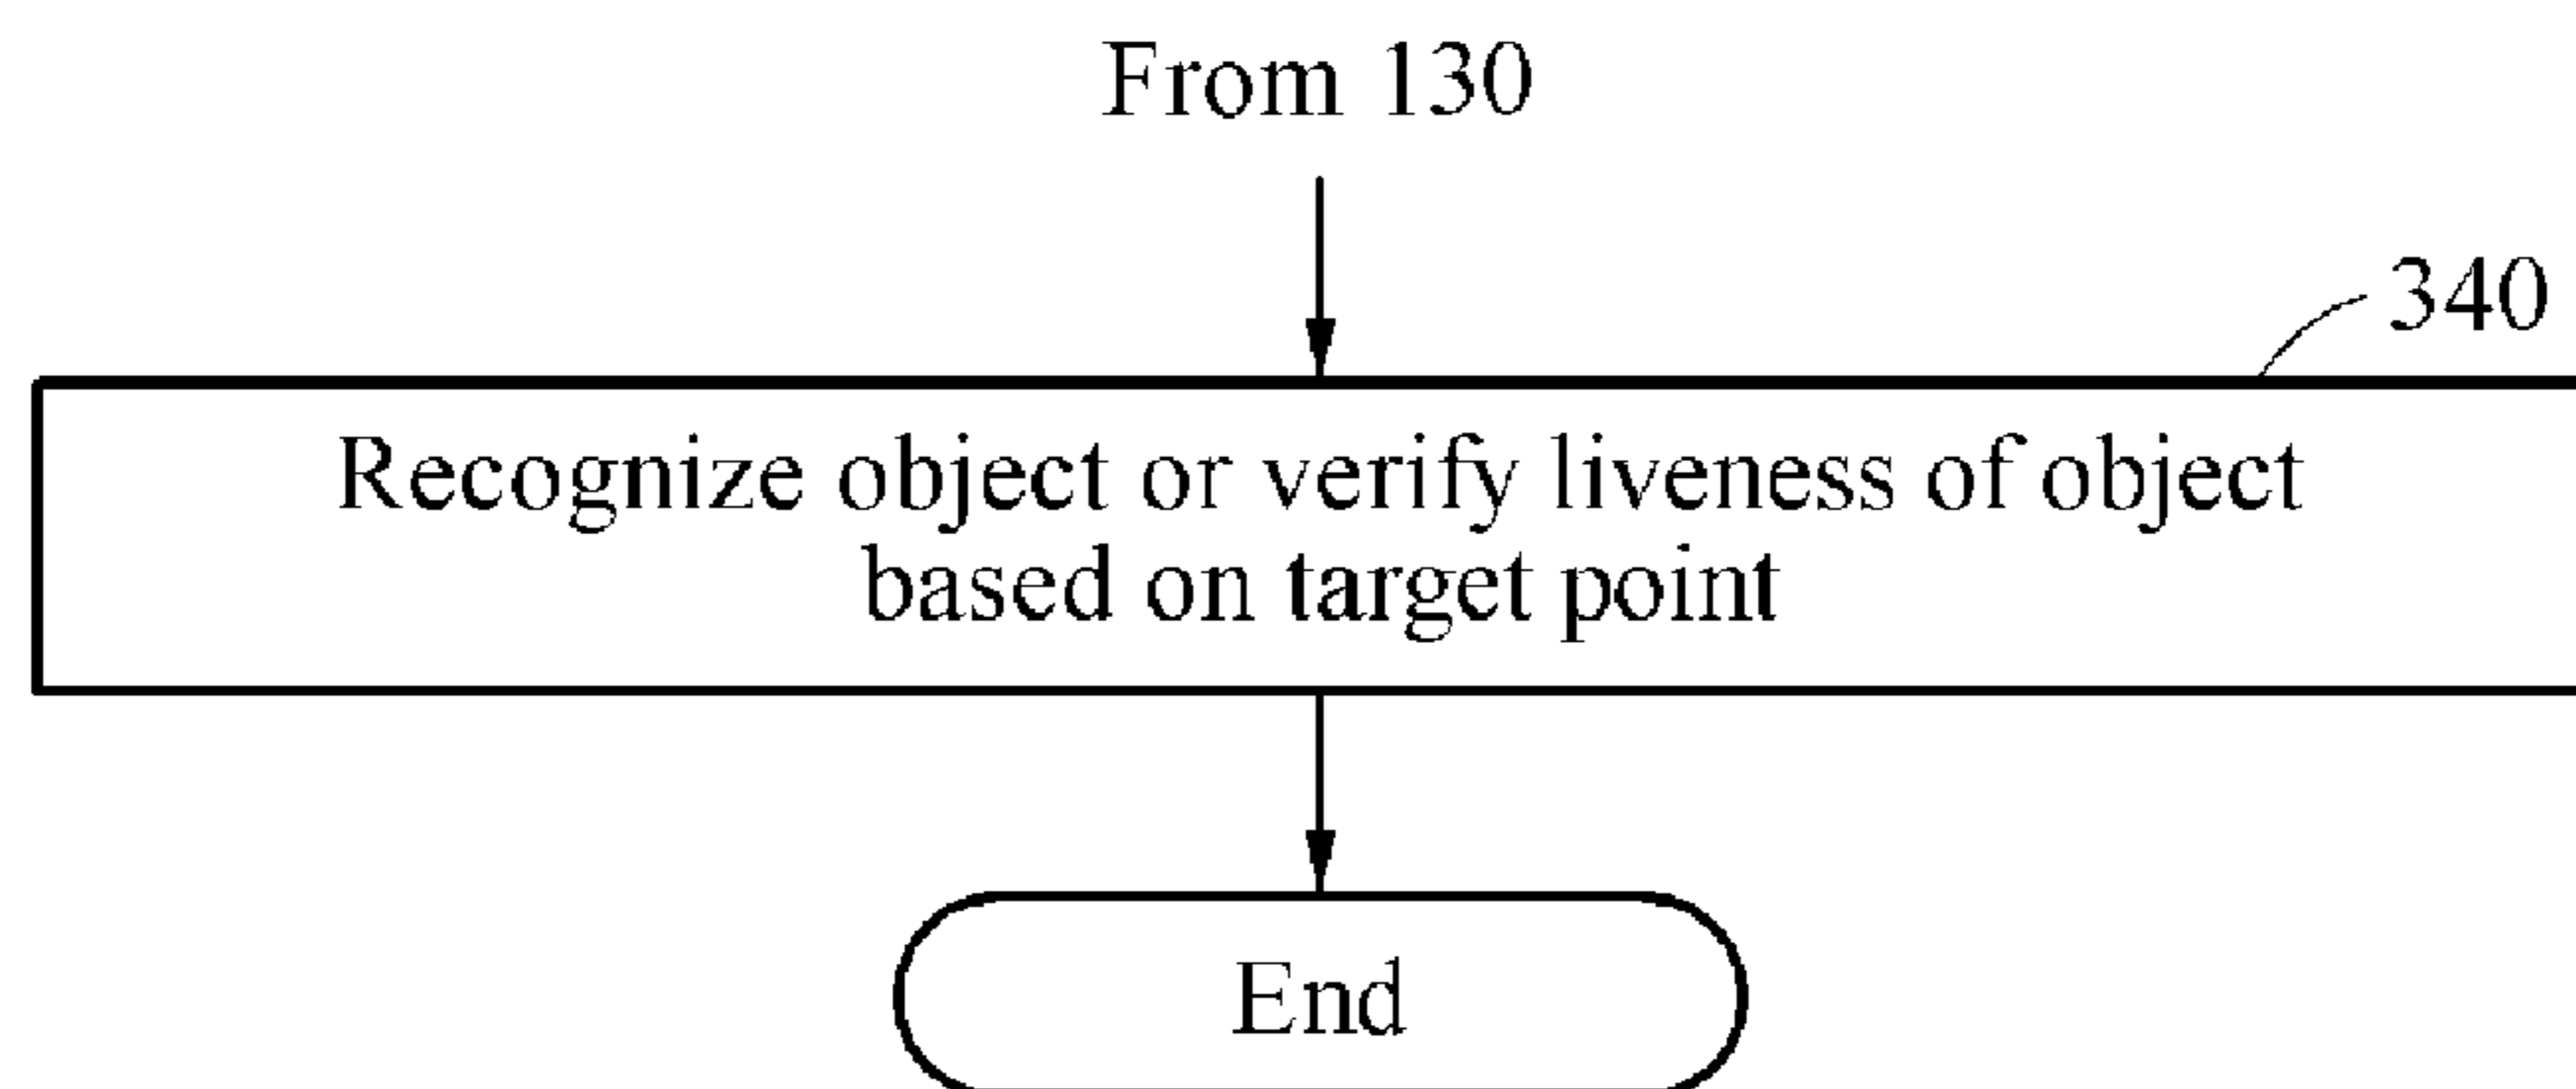 From 130
340
Recognize object or verify liveness of object
based on target point
End